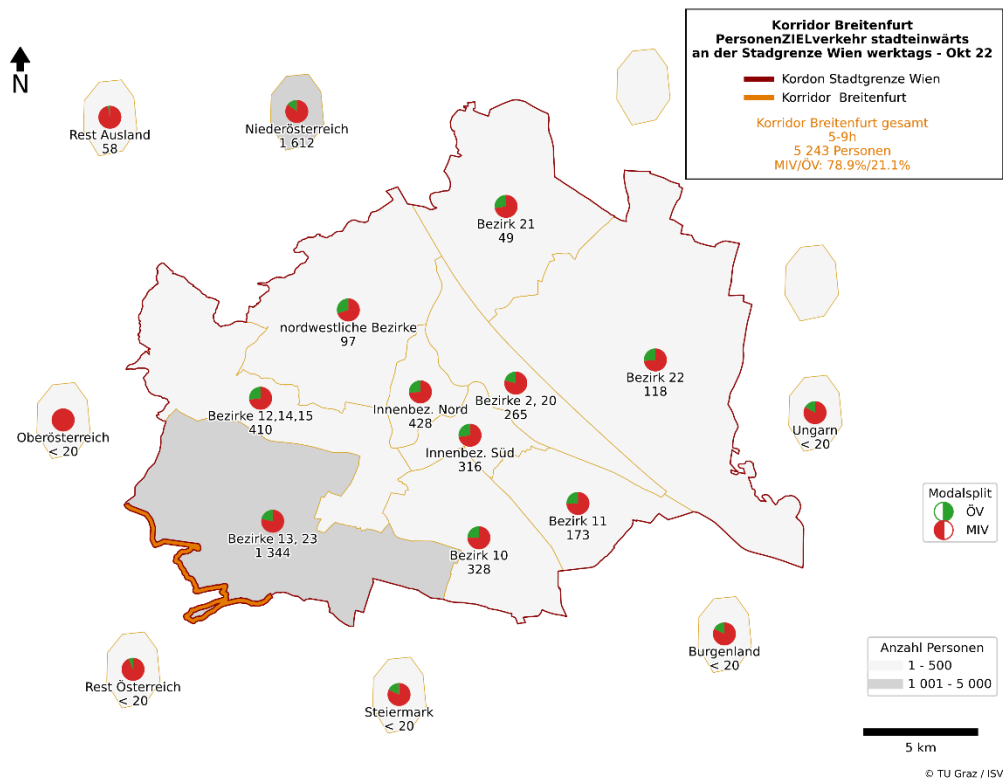 Korridor Breitenfurt
PersonenZIELverkehr stadteinwärts
an der Stadgrenze Wien werktags - Okt 22
Kordon Stadtgrenze Wien
Korridor Breitenfurt
Korridor Breitenfurt gesamt
5-9h
5 243 Personen
MIV/ÖV: 78.9%/21.1%
N
Rest Ausland
58
Niederösterreich
1 612
Bezirk 21
49
nordwestliche Bezirke
97
Bezirk 22
118
Bezirke 12,14,15
410
Innenbez. Nord
428
Bezirke 2, 20
265
Oberösterreich
< 20
Ungarn
< 20
Innenbez. Süd
316
Bezirke 13, 23
1 344
Bezirk 10
328
Bezirk 11
173
Modalsplit
ÖV
MIV
Rest Österreich
< 20
Steiermark
< 20
Burgenland
< 20
Anzahl Personen
1 - 500
1 001 - 5 000
5 km
© TU Graz / ISV